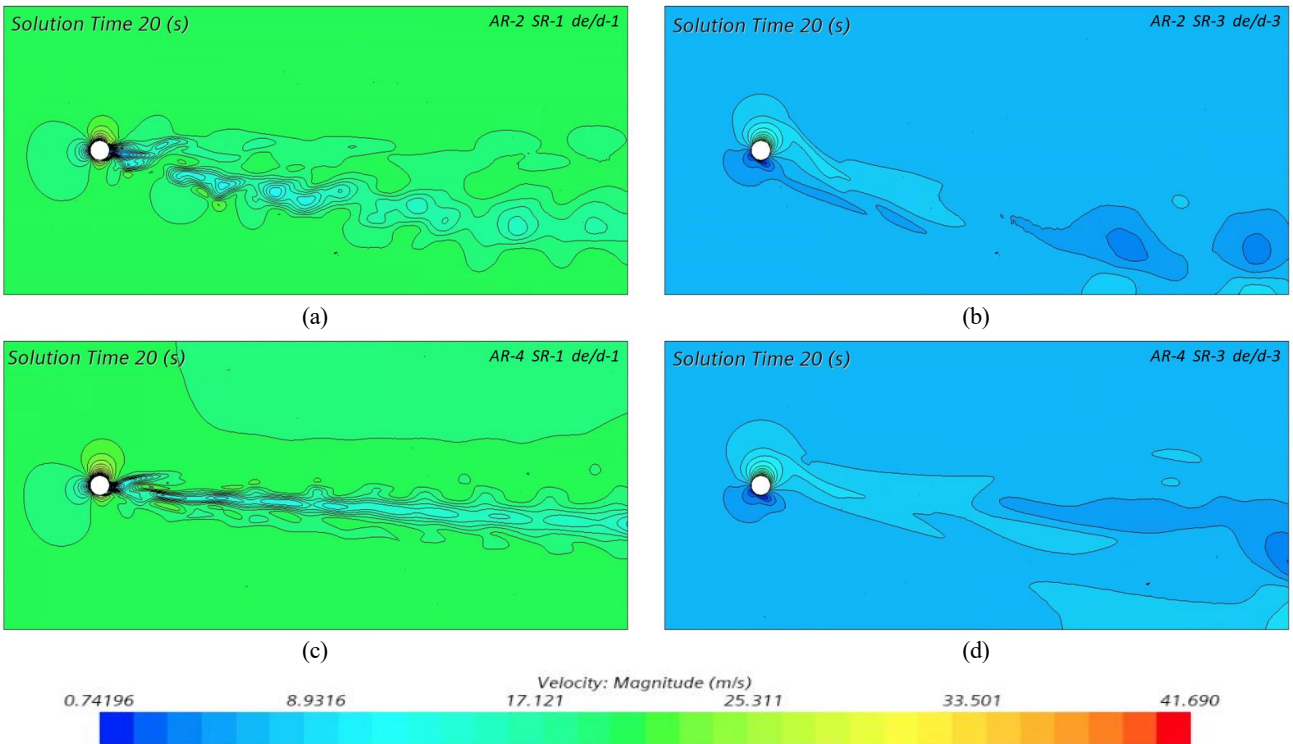 Solution Time 20 (s) AR-2 SR-1 de/d-1
Solution Time 20 (s) AR-2 SR-3 de/d-3
(a)
(b)
Solution Time 20 (s) AR-4 SR-1 de/d-1
Solution Time 20 (s) AR-4 SR-3 de/d-3
(c)
(d)
Velocity: Magnitude (m/s)
0.74196 8.9316 17.121 25.311 33.501 41.690